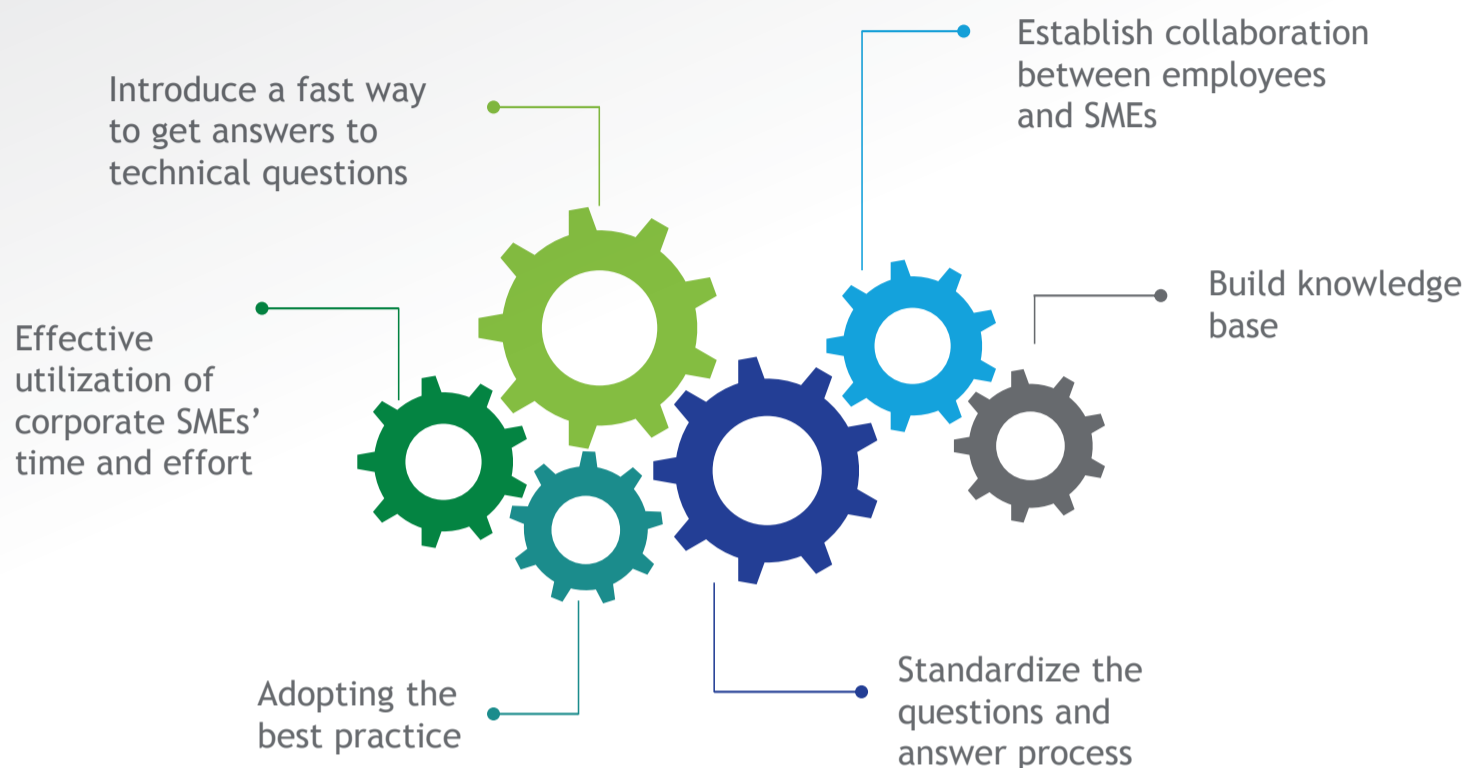 Introduce a fast way
to get answers to
technical questions
Establish collaboration
between employees
and SMEs
Effective
utilization of
corporate SMEs’
time and effort
Build knowledge
base
Adopting the
best practice
Standardize the
questions and
answer process